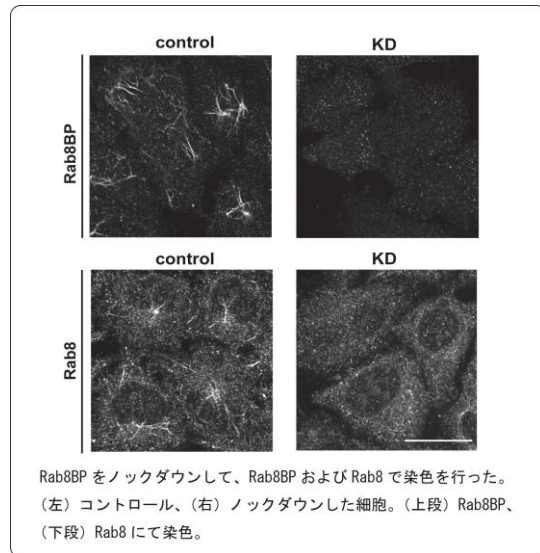 control KD
Rab8BP
control KD
Rab8
Rab8BP をノックダウンして、Rab8BP および Rab8 で染色を行った。
（左）コントロール、（右）ノックダウンした細胞。（上段）Rab8BP、
（下段）Rab8 にて染色。